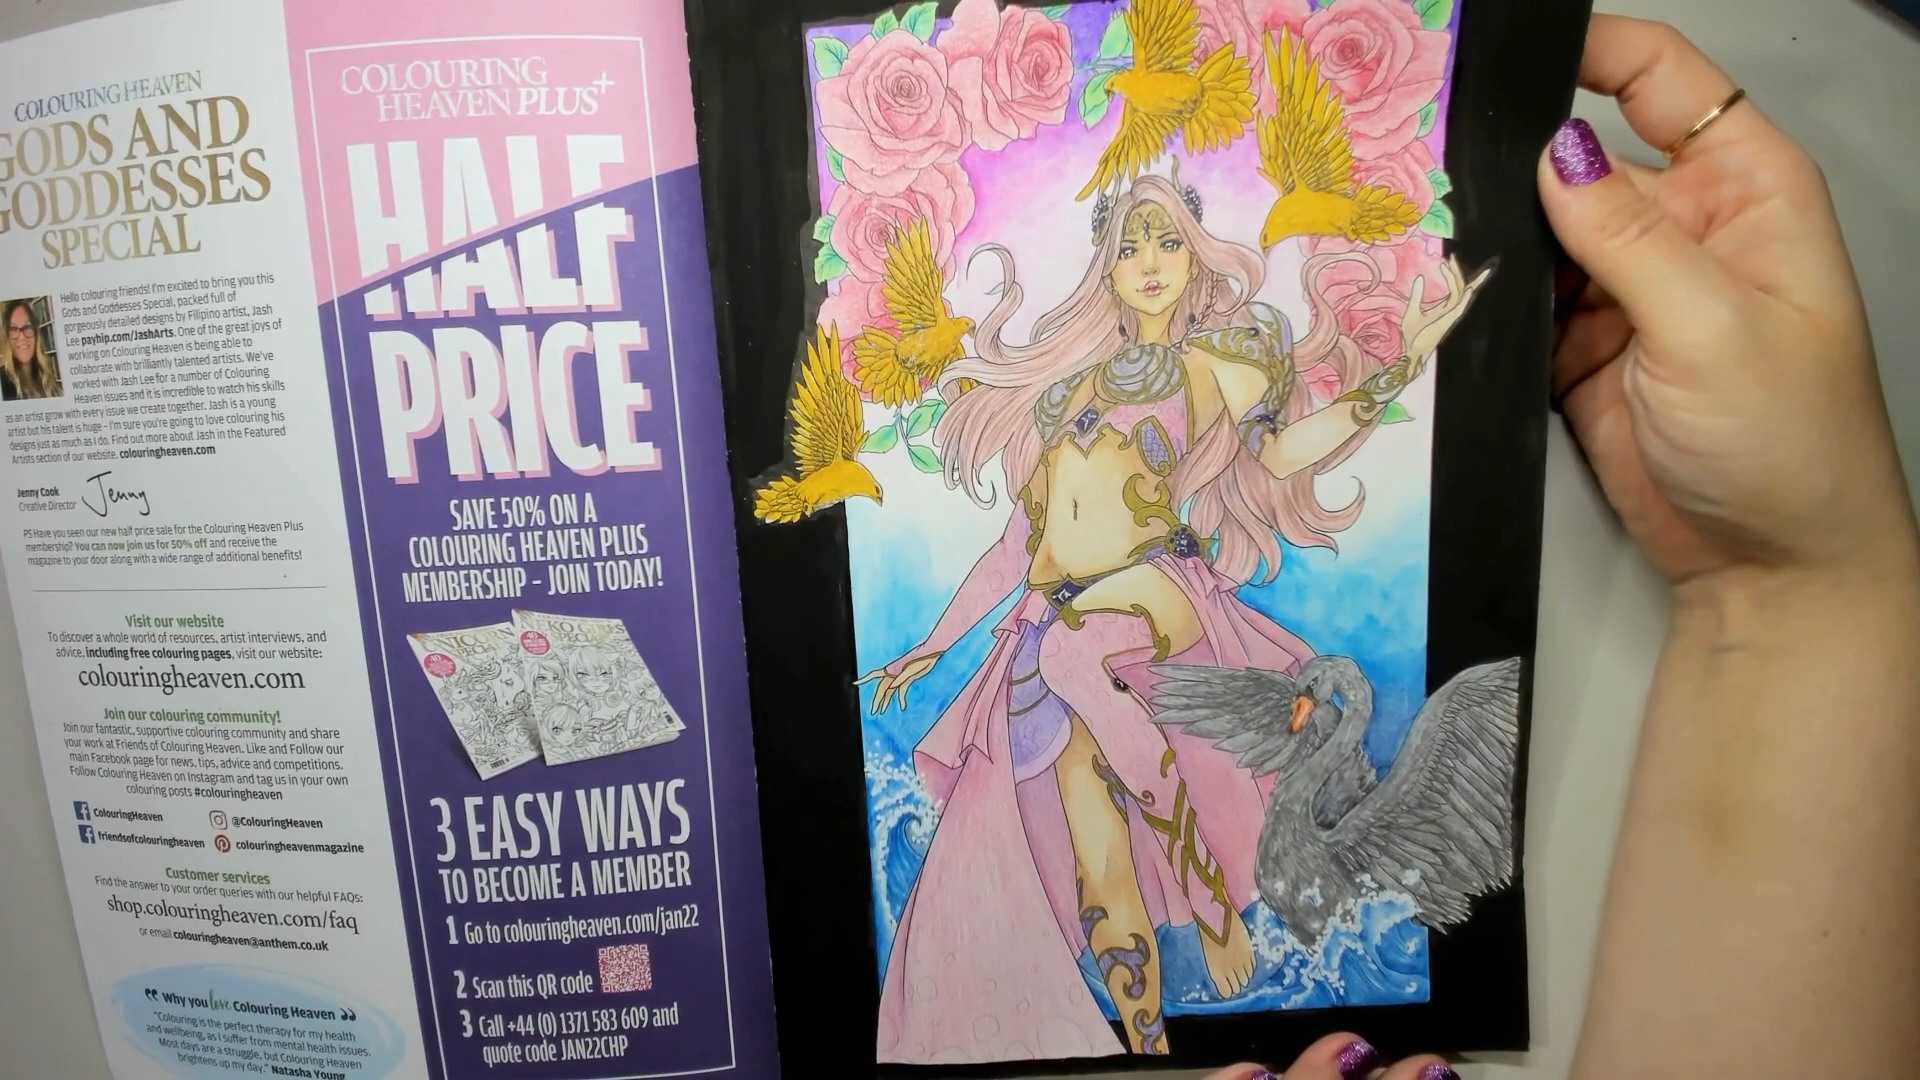 COLOURING HEAVEN
GODS AND
GODDESSES
SPECIAL
Hello colouring friends! I'm excited to bring you this
Gods and Goddesses Special, packed full of
gorgeously detailed designs by Filipino artist, Jash
Lee payhip.com/JashArts. One of the great joys of
working on Colouring Heaven is being able to
collaborate with brilliantly talented artists. We've
worked with Jash Lee for a number of Colouring
Heaven issues and it is incredible to watch his skills
as an artist grow with every issue we create together. Jash is a young
artist but his talent is huge – I'm sure you're going to love colouring his
designs just as much as I do. Find out more about Jash in the Featured
Artists section of our website, colouringheaven.com
Jenny Cook
Creative Director
Jenny
PS Have you seen our new half price sale for the Colouring Heaven Plus
membership? You can now join us for 50% off and receive the
magazine to your door along with a wide range of additional benefits!
Visit our website
To discover a whole world of resources, artist interviews, and
advice, including free colouring pages, visit our website:
colouringheaven.com
Join our colouring community!
Join our fantastic, supportive colouring community and share
your work at Friends of Colouring Heaven. Like and Follow our
main Facebook page for news, tips, advice and competitions.
Follow Colouring Heaven on Instagram and tag us in your own
colouring posts #colouringheaven
ColouringHeaven
@ColouringHeaven
friendsofcolouringheaven
colouringheavenmagazine
Customer services
Find the answer to your order queries with our helpful FAQs:
shop.colouringheaven.com/faq
or email colouringheaven@anthem.co.uk
“ Why you love Colouring Heaven ”
"Colouring is the perfect therapy for my health
and wellbeing, as I suffer from mental health issues.
Most days are a struggle, but Colouring Heaven
brightens up my day." Natasha Young
COLOURING
HEAVEN PLUS+
HALF
PRICE
SAVE 50% ON A
COLOURING HEAVEN PLUS
MEMBERSHIP – JOIN TODAY!
3 EASY WAYS
TO BECOME A MEMBER
1 Go to colouringheaven.com/jan22
2 Scan this QR code
3 Call +44 (0) 1371 583 609 and
quote code JAN22CHP